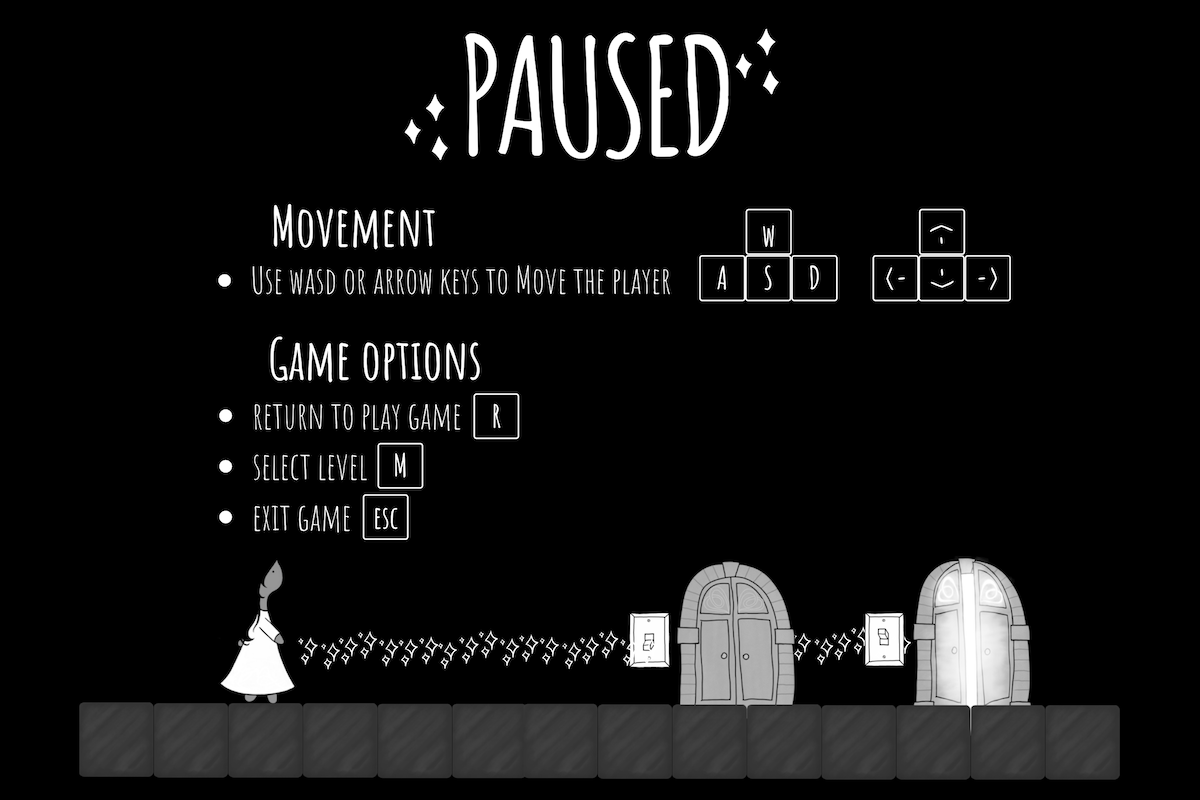 PAUSED
MOVEMENT
W
• USE WASD OR ARROW KEYS TO MOVE THE PLAYER A S D
GAME OPTIONS
• RETURN TO PLAY GAME R
• SELECT LEVEL M
• EXIT GAME ESC